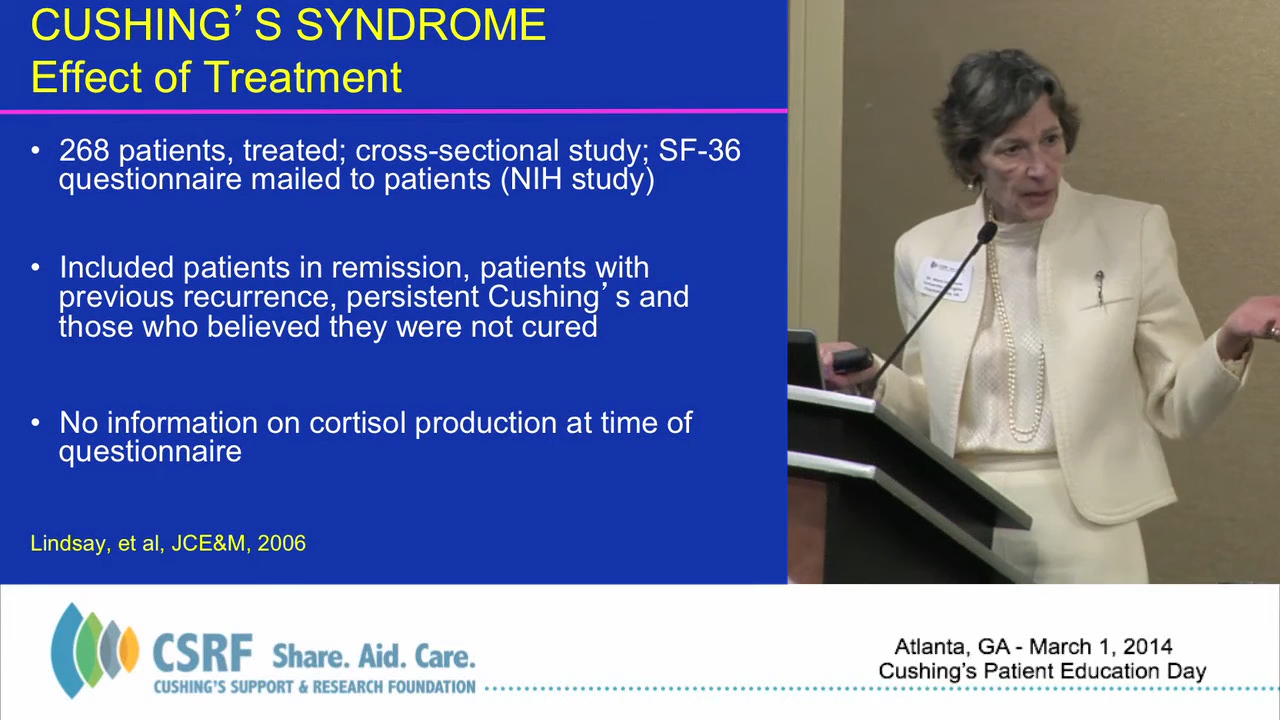 CUSHING’S SYNDROME
Effect of Treatment
• 268 patients, treated; cross-sectional study; SF-36
questionnaire mailed to patients (NIH study)
• Included patients in remission, patients with
previous recurrence, persistent Cushing’s and
those who believed they were not cured
• No information on cortisol production at time of
questionnaire
Lindsay, et al, JCE&M, 2006
CSRF Share. Aid. Care.
CUSHING'S SUPPORT & RESEARCH FOUNDATION
Atlanta, GA - March 1, 2014
Cushing's Patient Education Day